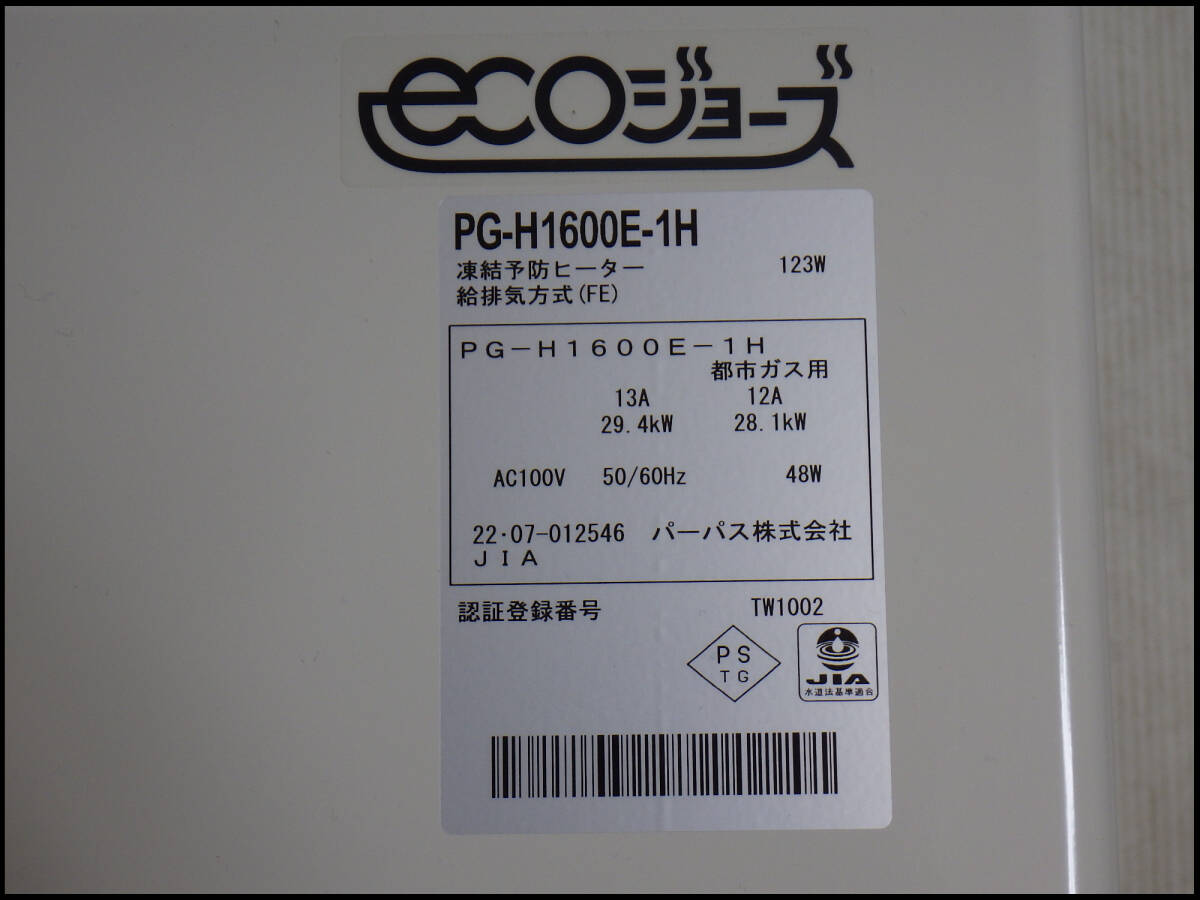 ecoジョーズ
PG-H1600E-1H
凍結予防ヒーター 123W
給排気方式(FE)
PG-H1600E-1H
都市ガス用
13A 12A
29.4kW 28.1kW
AC100V 50/60Hz 48W
22・07-012546 パーパス株式会社
JIA
認証登録番号 TW1002
PS
TG
JIA
水道法基準適合